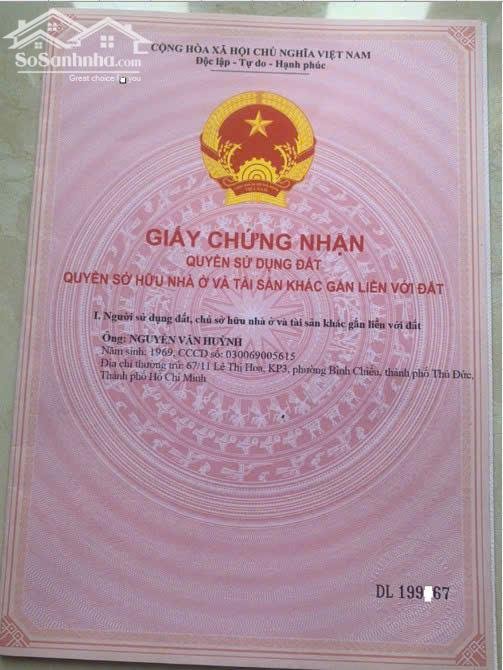 SoSanhnha.com
Great choice for you
CỘNG HÒA XÃ HỘI CHỦ NGHĨA VIỆT NAM
Độc lập - Tự do - Hạnh phúc
GIẤY CHỨNG NHẬN
QUYỀN SỬ DỤNG ĐẤT
QUYỀN SỞ HỮU NHÀ Ở VÀ TÀI SẢN KHÁC GẮN LIỀN VỚI ĐẤT
I. Người sử dụng đất, chủ sở hữu nhà ở và tài sản khác gắn liền với đất
Ông: NGUYỄN VĂN HUỲNH
Năm sinh: 1969, CCCD số: 030069005615
Địa chỉ thường trú: 67/11 Lê Thị Hoa, KP3, phường Bình Chiểu, thành phố Thủ Đức,
Thành phố Hồ Chí Minh
DL 199 67